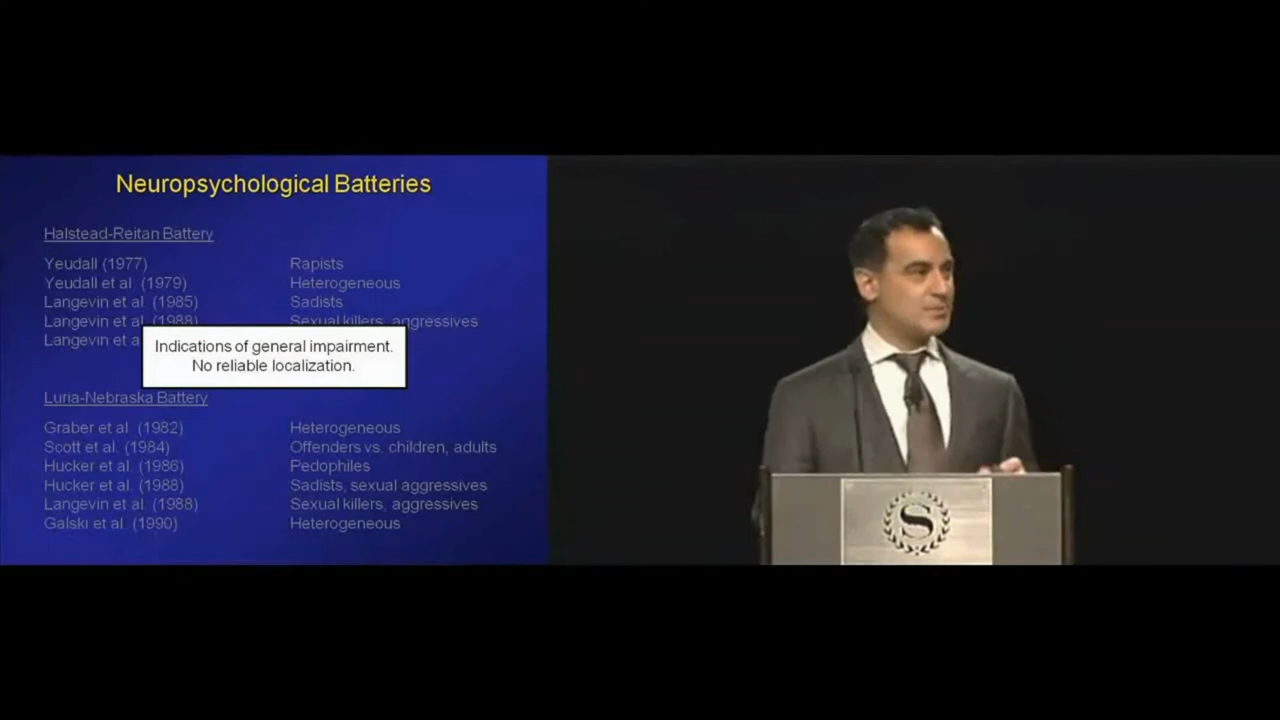 Neuropsychological Batteries
Halstead-Reitan Battery
Yeudall (1977) Rapists
Yeudall et al (1979) Heterogeneous
Langevin et al. (1985) Sadists
Langevin et al. (1988) Sexual killers, aggressives
Langevin et a
Indications of general impairment.
No reliable localization.
Luria-Nebraska Battery
Graber et al. (1982) Heterogeneous
Scott et al. (1984) Offenders vs. children, adults
Hucker et al. (1986) Pedophiles
Hucker et al. (1988) Sadists, sexual aggressives
Langevin et al. (1988) Sexual killers, aggressives
Galski et al. (1990) Heterogeneous
S